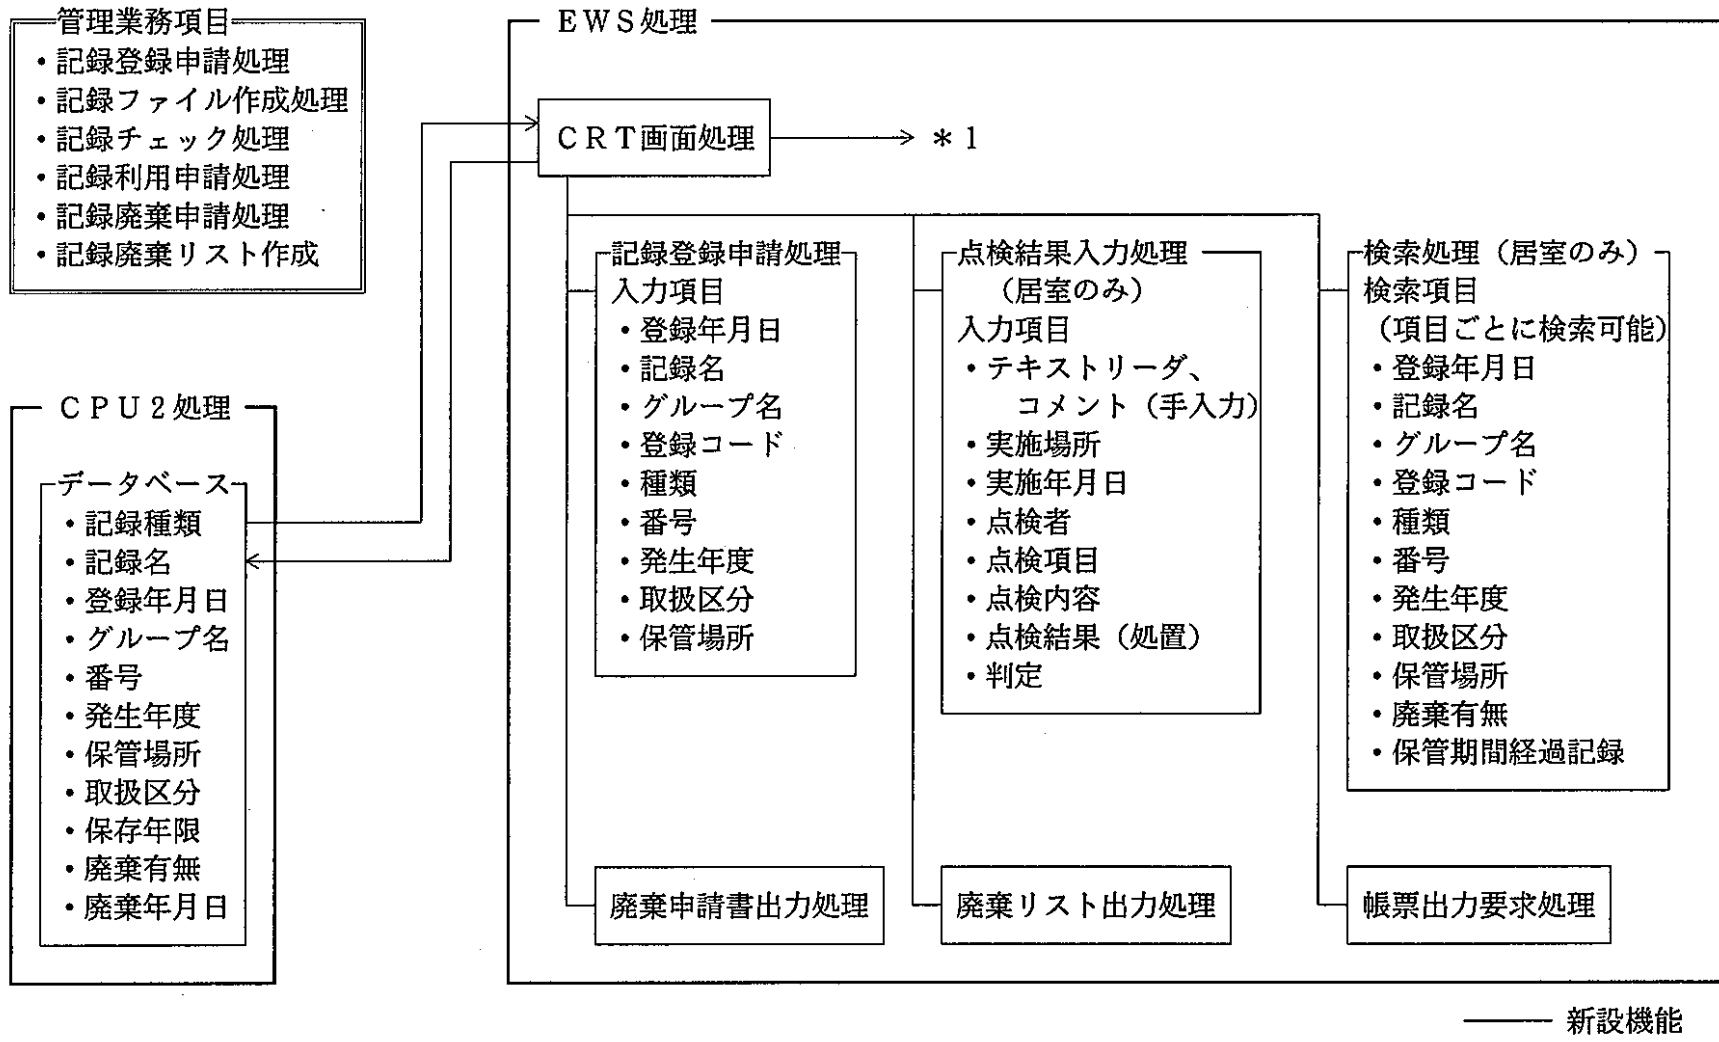 管理業務項目
・記録登録申請処理
・記録ファイル作成処理
・記録チェック処理
・記録利用申請処理
・記録廃棄申請処理
・記録廃棄リスト作成
CPU2処理
データベース
・記録種類
・記録名
・登録年月日
・グループ名
・番号
・発生年度
・保管場所
・取扱区分
・保存年限
・廃棄有無
・廃棄年月日
EWS処理
CRT画面処理
*1
記録登録申請処理
入力項目
・登録年月日
・記録名
・グループ名
・登録コード
・種類
・番号
・発生年度
・取扱区分
・保管場所
点検結果入力処理
(居室のみ)
入力項目
・テキストリーダ、
コメント(手入力)
・実施場所
・実施年月日
・点検者
・点検項目
・点検内容
・点検結果(処置)
・判定
検索処理(居室のみ)
検索項目
(項目ごとに検索可能)
・登録年月日
・記録名
・グループ名
・登録コード
・種類
・番号
・発生年度
・取扱区分
・保管場所
・廃棄有無
・保管期間経過記録
廃棄申請書出力処理
廃棄リスト出力処理
帳票出力要求処理
新設機能